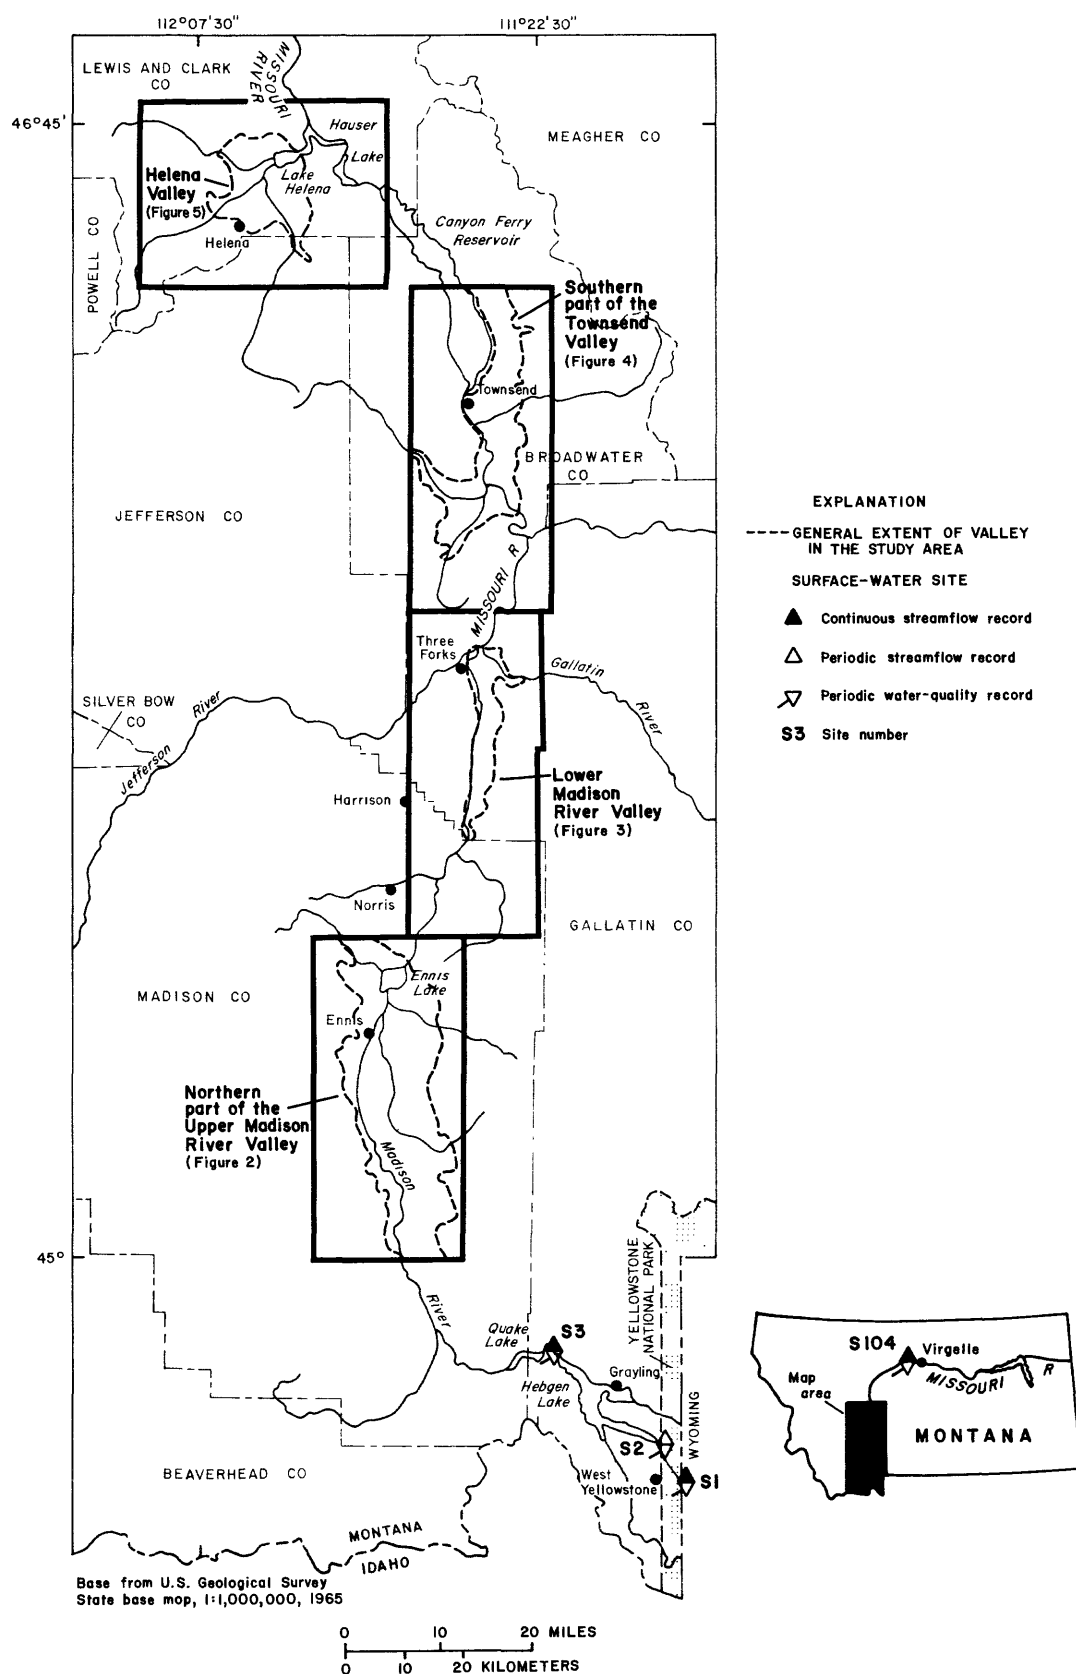 112°07'30"
111°22'30"
LEWIS AND CLARK
CO
MISSOURI
RIVER
46°45'
MEAGHER CO
Hauser
Lake
Helena
Valley
(Figure 5)
Lake
Helena
Helena
POWELL CO
Canyon Ferry
Reservoir
Southern
part of the
Townsend
Valley
(Figure 4)
Townsend
BROADWATER
CO
JEFFERSON CO
MISSOURI R
Three
Forks
Gallatin
River
SILVER BOW
CO
Jefferson
River
Harrison
Lower
Madison
River Valley
(Figure 3)
Norris
GALLATIN CO
MADISON CO
Ennis
Lake
Ennis
Northern
part of the
Upper Madison
River Valley
(Figure 2)
Madison
River
45°
YELLOWSTONE
NATIONAL PARK
Quake
Lake
S3
Grayling
Hebgen
Lake
WYOMING
S2
West
Yellowstone
S1
BEAVERHEAD CO
MONTANA
IDAHO
Base from U.S. Geological Survey
State base map, 1:1,000,000, 1965
0 10 20 MILES
0 10 20 KILOMETERS
EXPLANATION
GENERAL EXTENT OF VALLEY
IN THE STUDY AREA
SURFACE-WATER SITE
Continuous streamflow record
Periodic streamflow record
Periodic water-quality record
S3 Site number
S104
Virgelle
MISSOURI R
Map
area
MONTANA